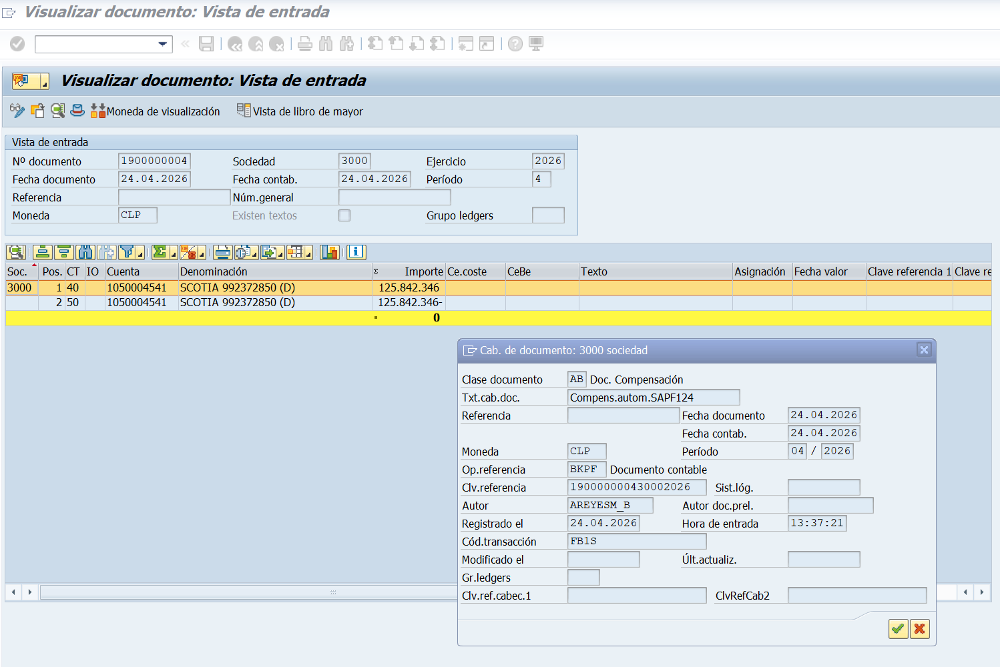 Visualizar documento: Vista de entrada
Visualizar documento: Vista de entrada
Moneda de visualización Vista de libro de mayor
Vista de entrada
Nº documento 1900000004 Sociedad 3000 Ejercicio 2026
Fecha documento 24.04.2026 Fecha contab. 24.04.2026 Período 4
Referencia Núm.general
Moneda CLP Existen textos Grupo ledgers
Soc. Pos. CT IO Cuenta Denominación Σ Importe Ce.coste CeBe Texto Asignación Fecha valor Clave referencia 1 Clave re
3000 1 40 1050004541 SCOTIA 992372850 (D) 125.842.346
2 50 1050004541 SCOTIA 992372850 (D) 125.842.346-
0
Cab. de documento: 3000 sociedad
Clase documento AB Doc. Compensación
Txt.cab.doc. Compens.autom.SAPF124
Referencia Fecha documento 24.04.2026
Fecha contab. 24.04.2026
Moneda CLP Período 04 / 2026
Op.referencia BKPF Documento contable
Clv.referencia 190000000430002026 Sist.lóg.
Autor AREYESM_B Autor doc.prel.
Registrado el 24.04.2026 Hora de entrada 13:37:21
Cód.transacción FB1S
Modificado el Últ.actualiz.
Gr.ledgers
Clv.ref.cabec.1 ClvRefCab2